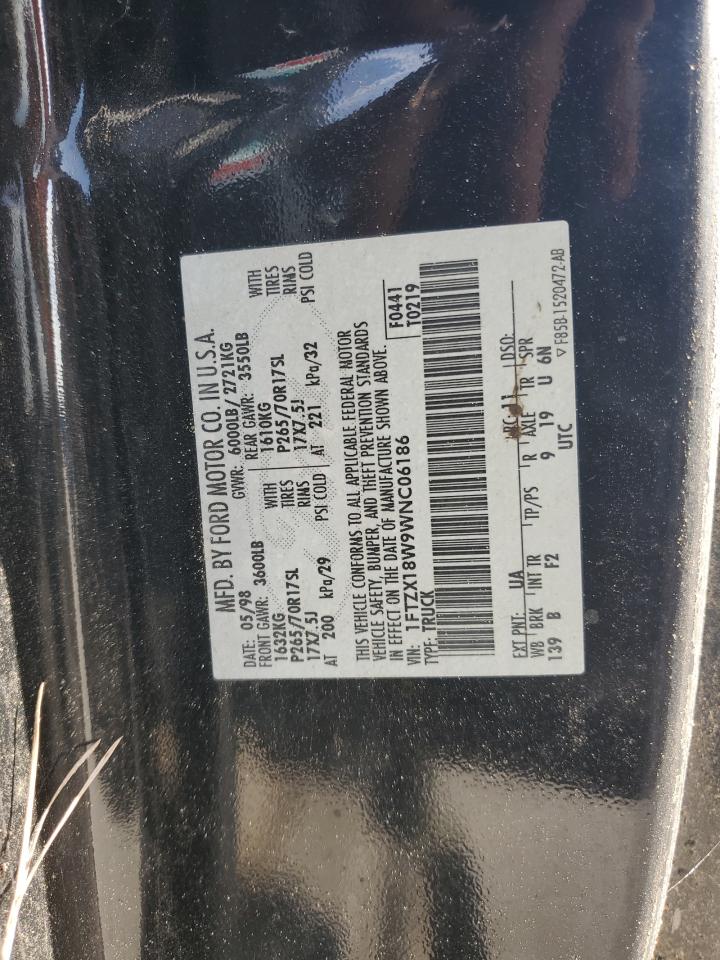 MFD. BY FORD MOTOR CO. IN U.S.A.
DATE: 05/98 GVWR: 6000LB/ 2721KG
FRONT GAWR: 3600LB REAR GAWR: 3550LB
1632KG WITH 1610KG WITH
P265/70R17SL TIRES P265/70R17SL TIRES
17X7.5J RIMS 17X7.5J RIMS
AT 200 kPa/29 PSI COLD AT 221 kPa/32 PSI COLD
THIS VEHICLE CONFORMS TO ALL APPLICABLE FEDERAL MOTOR
VEHICLE SAFETY, BUMPER, AND THEFT PREVENTION STANDARDS
IN EFFECT ON THE DATE OF MANUFACTURE SHOWN ABOVE.
VIN: 1FTZX18W9WNC06186 F0441
TYPE: TRUCK T0219
EXT PNT: UA RC: 11 DSO:
WB BRK INT TR TP/PS R AXLE TR SPR
139 B F2 9 19 U 6N
UTC
▽ F85B-1520472-AB